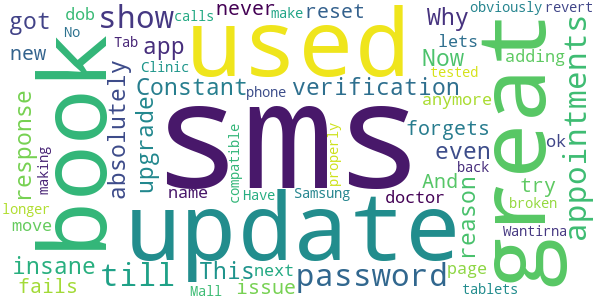 dob
calls
make
obviously
revert
No
got
show
never
reset
Why
lets
adding
new
Tab
Clinic
app
used
Now
tested
Constant
phone
verification
anymore
book
absolutely
upgrade
sms
great
appointments
response
making
forgets
ok
compatible
properly
even
try
back
name
Have
Samsung
doctor
And
reason
broken
longer
move
update
Wantirna
insane
till
This
next
password
page
fails
Mall
issue
tablets